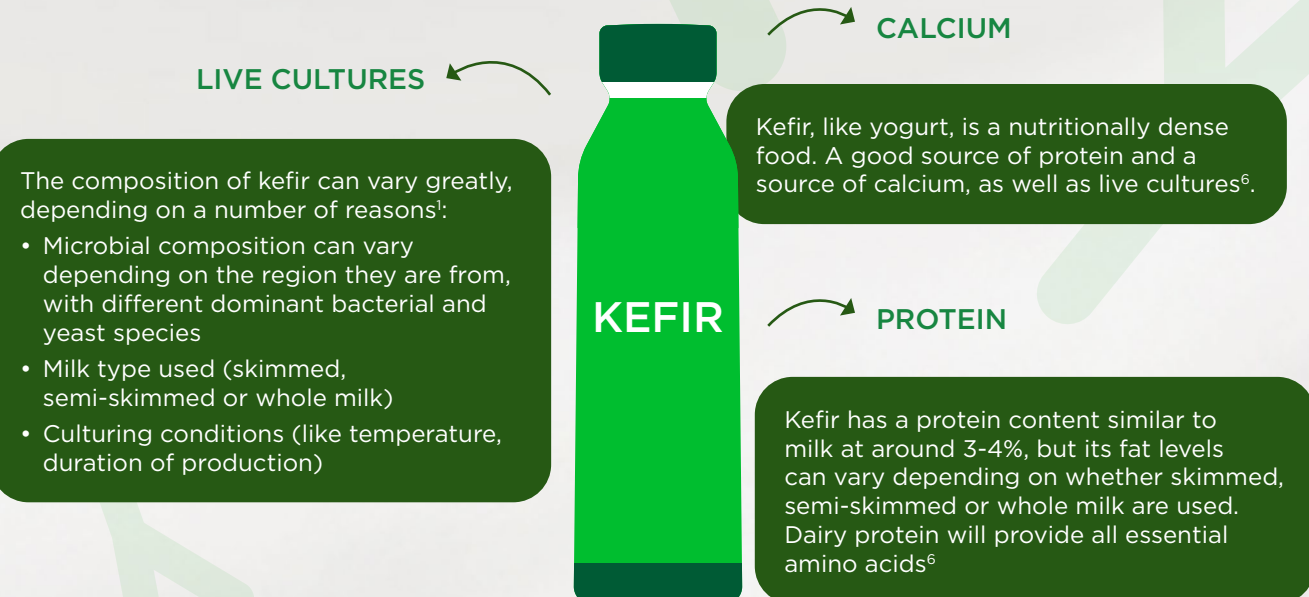 LIVE CULTURES
The composition of kefir can vary greatly,
depending on a number of reasons¹:
• Microbial composition can vary
depending on the region they are from,
with different dominant bacterial and
yeast species
• Milk type used (skimmed,
semi-skimmed or whole milk)
• Culturing conditions (like temperature,
duration of production)
KEFIR
CALCIUM
Kefir, like yogurt, is a nutritionally dense
food. A good source of protein and a
source of calcium, as well as live cultures⁶.
PROTEIN
Kefir has a protein content similar to
milk at around 3-4%, but its fat levels
can vary depending on whether skimmed,
semi-skimmed or whole milk are used.
Dairy protein will provide all essential
amino acids⁶